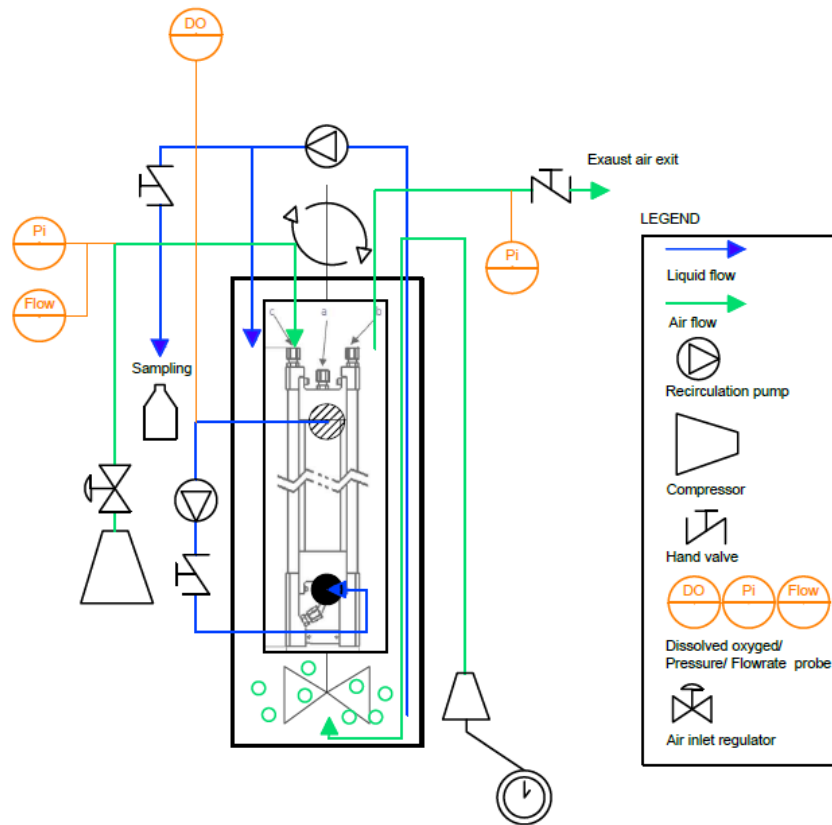 DO
Exaust air exit
Pi
Pi
Flow
Sampling
c
a
b
LEGEND
Liquid flow
Air flow
Recirculation pump
Compressor
Hand valve
DO Pi Flow
Dissolved oxyged/
Pressure/ Flowrate probe
Air inlet regulator